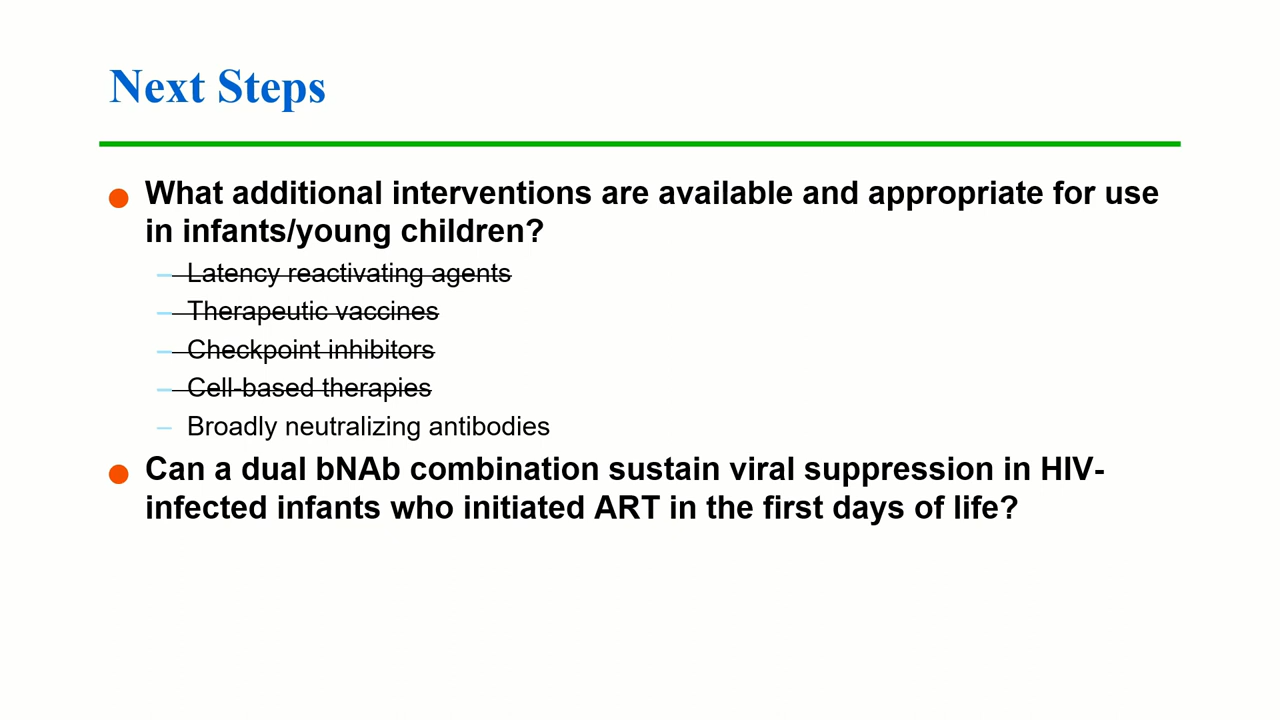 Next Steps
What additional interventions are available and appropriate for use
in infants/young children?
– Latency reactivating agents
– Therapeutic vaccines
– Checkpoint inhibitors
– Cell-based therapies
– Broadly neutralizing antibodies
Can a dual bNAb combination sustain viral suppression in HIV-
infected infants who initiated ART in the first days of life?